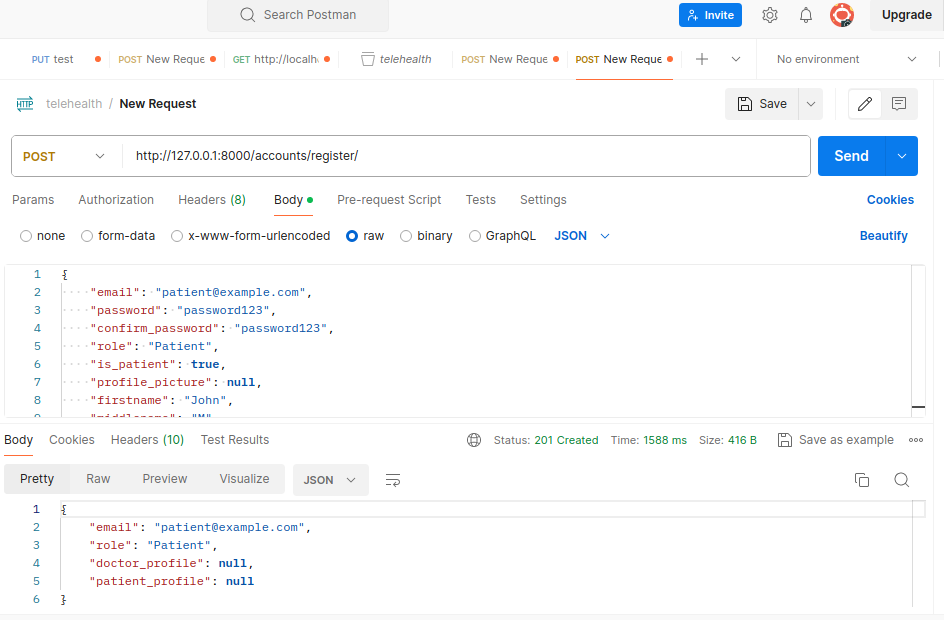 Search Postman Invite Upgrade
PUT test POST New Reque POST GET http://localh telehealth POST New Reque POST New Reque No environment
HTTP telehealth / New Request Save
POST http://127.0.0.1:8000/accounts/register/ Send
Params Authorization Headers (8) Body Pre-request Script Tests Settings Cookies
none form-data x-www-form-urlencoded raw binary GraphQL JSON Beautify
1 {
2 "email": "patient@example.com",
3 "password": "password123",
4 "confirm_password": "password123",
5 "role": "Patient",
6 "is_patient": true,
7 "profile_picture": null,
8 "firstname": "John",
9 "middlename": "M"
Body Cookies Headers (10) Test Results Status: 201 Created Time: 1588 ms Size: 416 B Save as example
Pretty Raw Preview Visualize JSON
1 {
2 "email": "patient@example.com",
3 "role": "Patient",
4 "doctor_profile": null,
5 "patient_profile": null
6 }